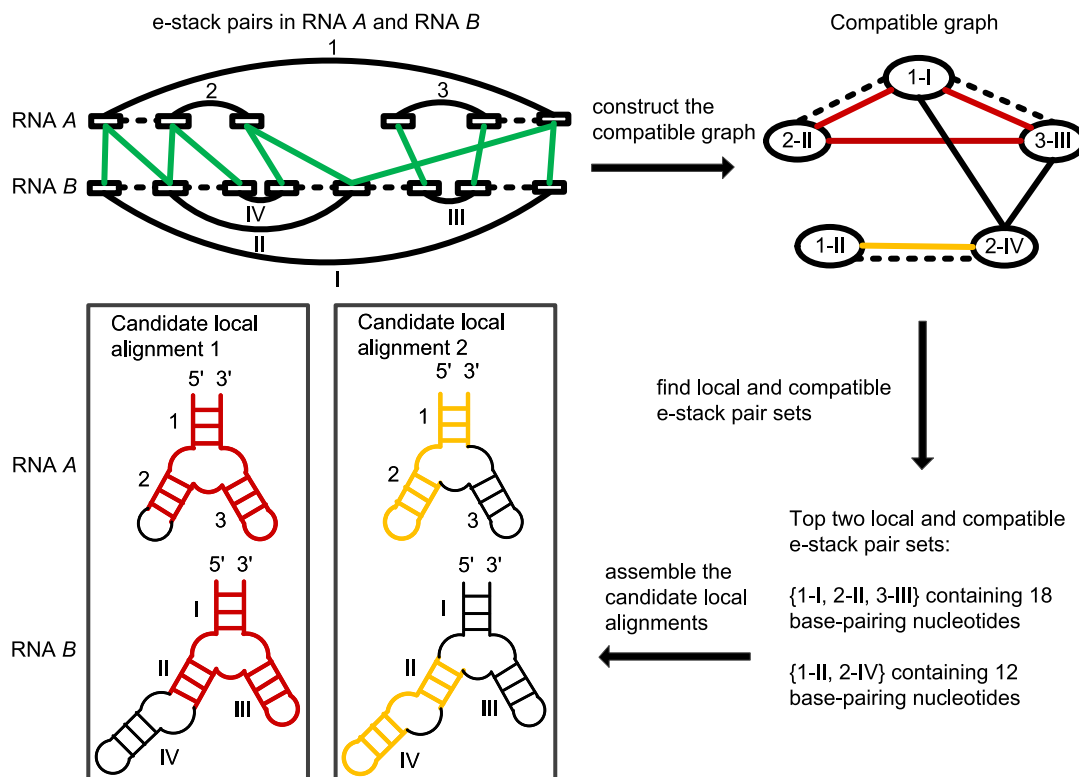 e-stack pairs in RNA A and RNA B
1
2
3
RNA A
RNA B
IV
III
II
I
construct the
compatible graph
Compatible graph
1-I
2-II
3-III
1-II
2-IV
find local and compatible
e-stack pair sets
Top two local and compatible
e-stack pair sets:
{1-I, 2-II, 3-III} containing 18
base-pairing nucleotides
{1-II, 2-IV} containing 12
base-pairing nucleotides
assemble the
candidate local
alignments
Candidate local
alignment 1
5' 3'
1
2
3
5' 3'
I
II
III
IV
Candidate local
alignment 2
5' 3'
1
2
3
5' 3'
I
II
III
IV
RNA A
RNA B